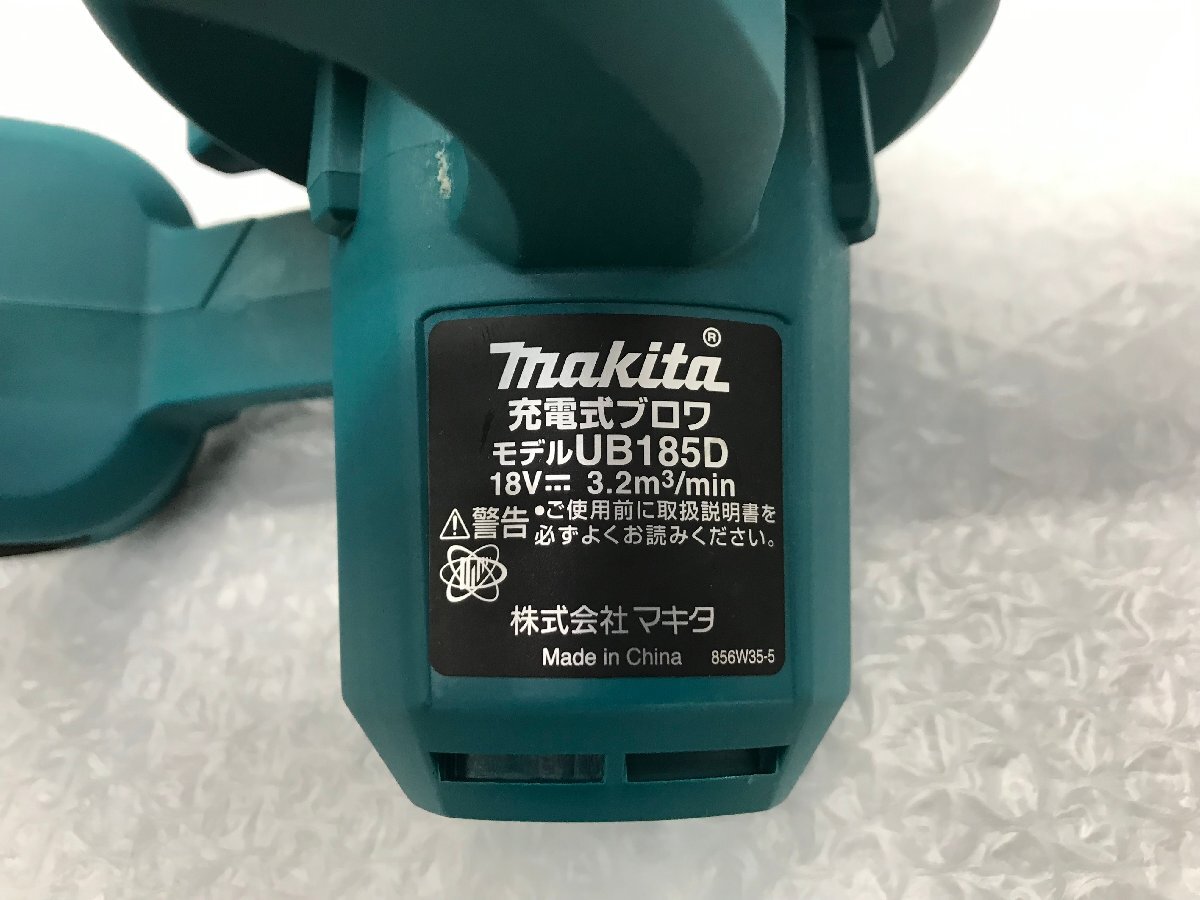 makita®
充電式ブロワ
モデルUB185D
18V⎓ 3.2m³/min
⚠警告 •ご使用前に取扱説明書を
必ずよくお読みください。
株式会社マキタ
Made in China 856W35-5